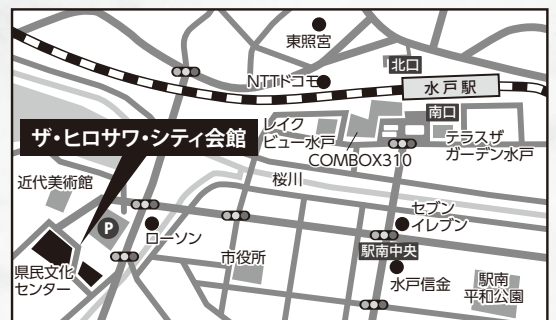 東照宮
北口
NTTドコモ
水戸駅
南口
ザ・ヒロサワ・シティ会館
レイク
ビュー水戸
COMBOX310
テラスザ
ガーデン水戸
近代美術館
桜川
P
ローソン
セブン
イレブン
市役所
駅南中央
県民文化
センター
水戸信金
駅南
平和公園